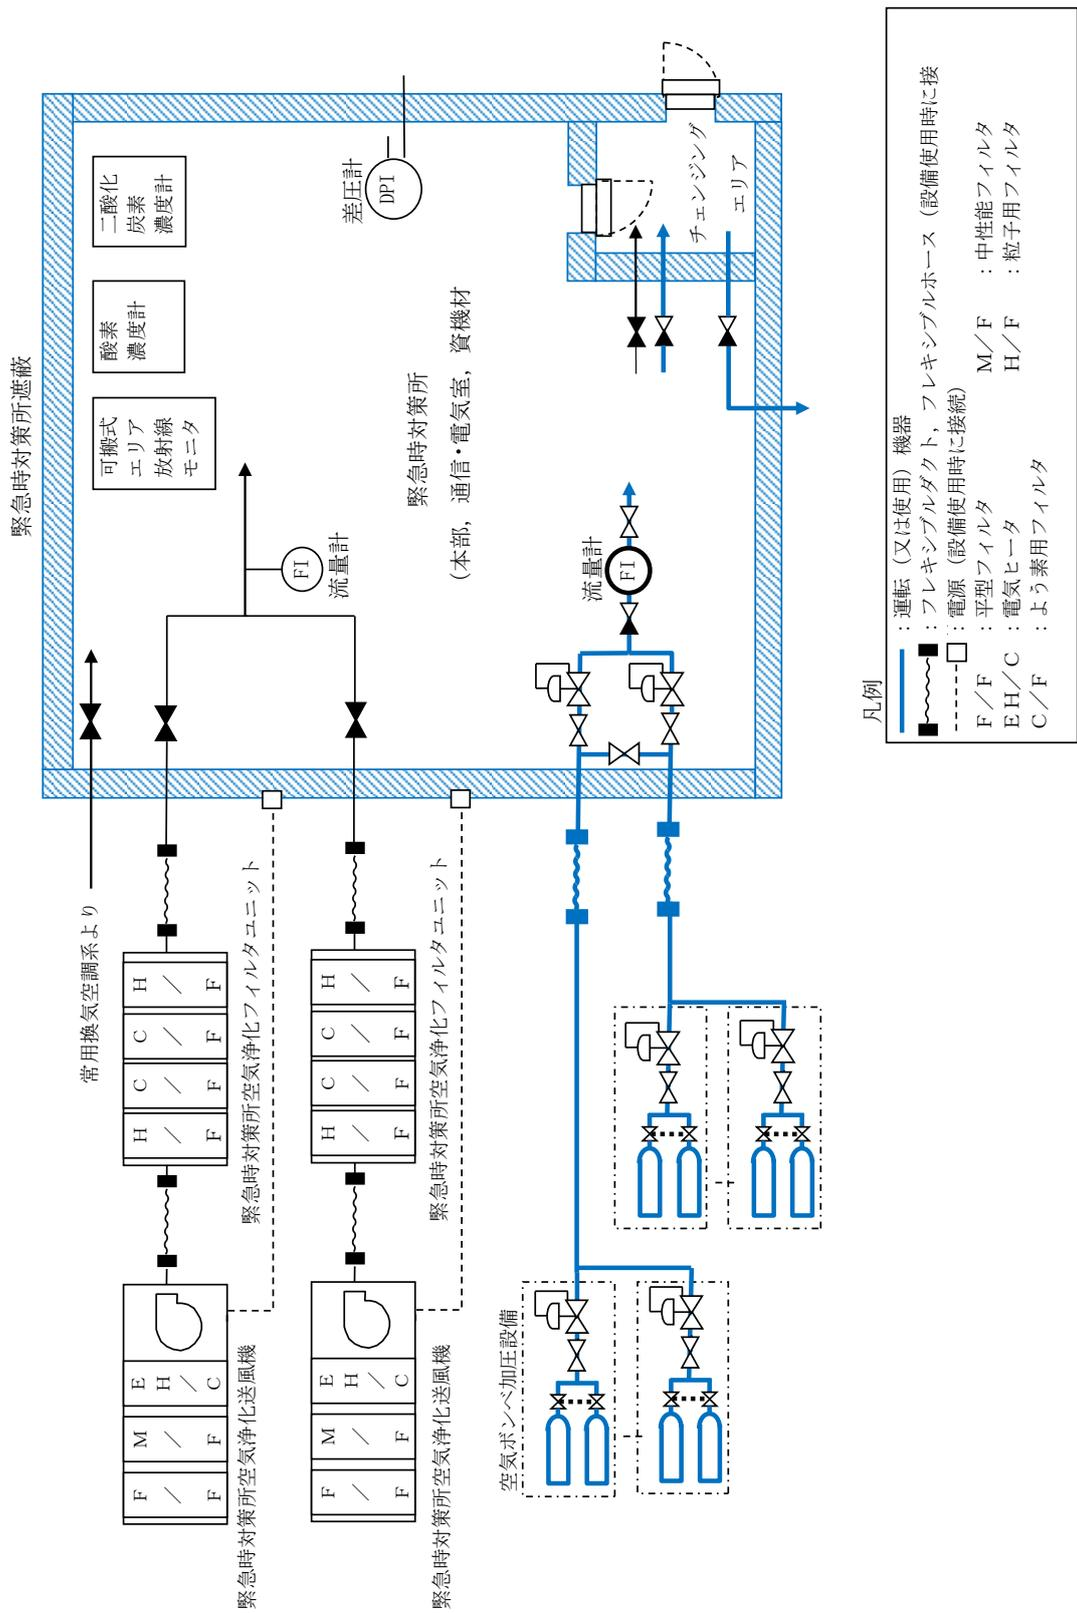 緊急時対策所遮蔽
二酸化
炭素
濃度計
酸素
濃度計
可搬式
エリア
放射線
モニタ
差圧計
DPI
チェンジング
エリア
緊急時対策所
(本部，通信・電気室，資機材
FI
流量計
流量計
FI
常用換気空調系より
F／F
M／F
EH／C
H／F
C／F
C／F
H／F
緊急時対策所空気浄化送風機
緊急時対策所空気浄化フィルタユニット
F／F
M／F
EH／C
H／F
C／F
C／F
H／F
緊急時対策所空気浄化送風機
緊急時対策所空気浄化フィルタユニット
空気ボンベ加圧設備
凡例
：運転（又は使用）機器
：フレキシブルダクト，フレキシブルホース（設備使用時に接
：電源（設備使用時に接続）
F／F ：平型フィルタ M／F ：中性能フィルタ
EH／C ：電気ヒータ H／F ：粒子用フィルタ
C／F ：よう素用フィルタ